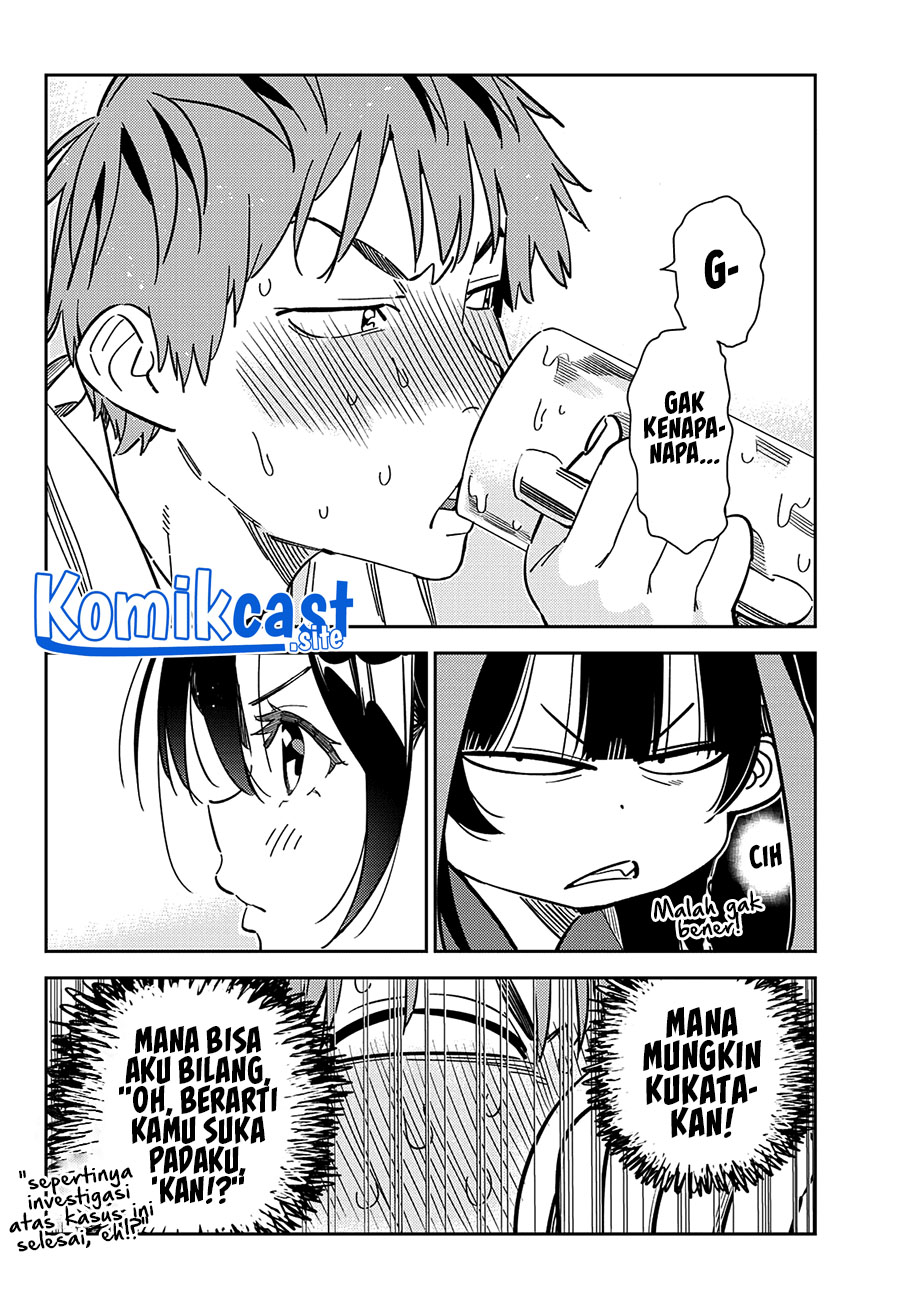 G-
GAK
KENAPA-
NAPA...
Komikcast
.site
CIH
Malah gak
bener!
MANA
MUNGKIN
KUKATA-
KAN!
MANA BISA
AKU BILANG,
"OH, BERARTI
KAMU SUKA
PADAKU,
'KAN!?"
"sepertinya
investigasi
atas kasus ini
selesai, eh!?"